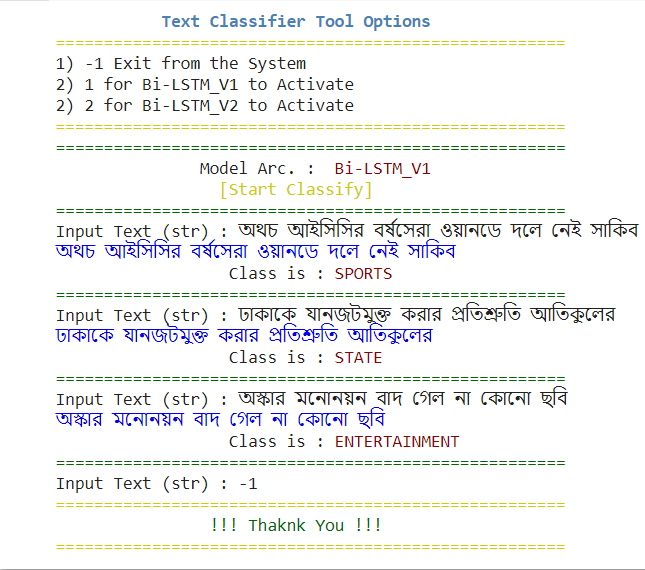 Text Classifier Tool Options
=====================================================
1) -1 Exit from the System
2) 1 for Bi-LSTM_V1 to Activate
2) 2 for Bi-LSTM_V2 to Activate
=====================================================
=====================================================
Model Arc. : Bi-LSTM_V1
[Start Classify]
=====================================================
Input Text (str) : অথচ আইসিসির বর্ষসেরা ওয়ানডে দলে নেই সাকিব
অথচ আইসিসির বর্ষসেরা ওয়ানডে দলে নেই সাকিব
Class is : SPORTS
=====================================================
Input Text (str) : ঢাকাকে যানজটমুক্ত করার প্রতিশ্রুতি আতিকুলের
ঢাকাকে যানজটমুক্ত করার প্রতিশ্রুতি আতিকুলের
Class is : STATE
=====================================================
Input Text (str) : অস্কার মনোনয়ন বাদ গেল না কোনো ছবি
অস্কার মনোনয়ন বাদ গেল না কোনো ছবি
Class is : ENTERTAINMENT
=====================================================
Input Text (str) : -1
=====================================================
!!! Thaknk You !!!
=====================================================